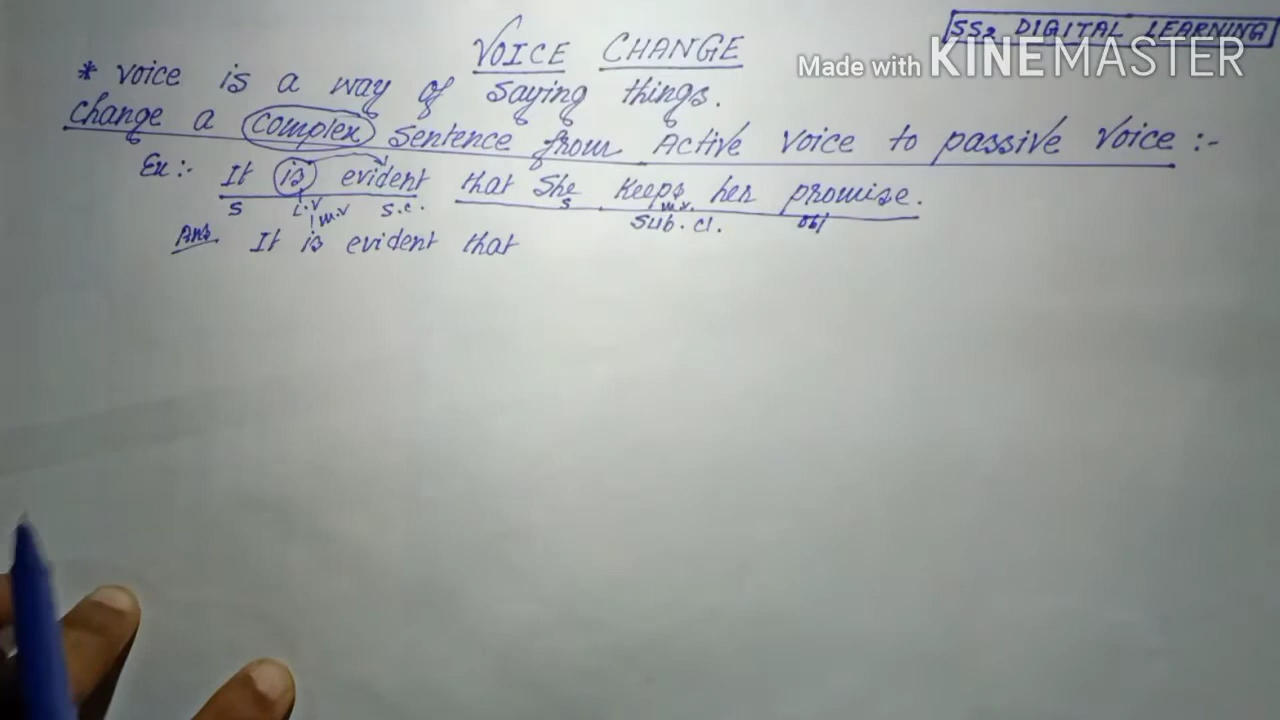 SS2 DIGITAL LEARNING
Made with KINEMASTER
VOICE CHANGE
* Voice is a way of saying things.
Change a complex sentence from Active Voice to passive Voice :-
Ex:- It is evident that She keeps her promise.
S L.V S.C. S m.v. obj
m.v Sub. cl.
Ans It is evident that